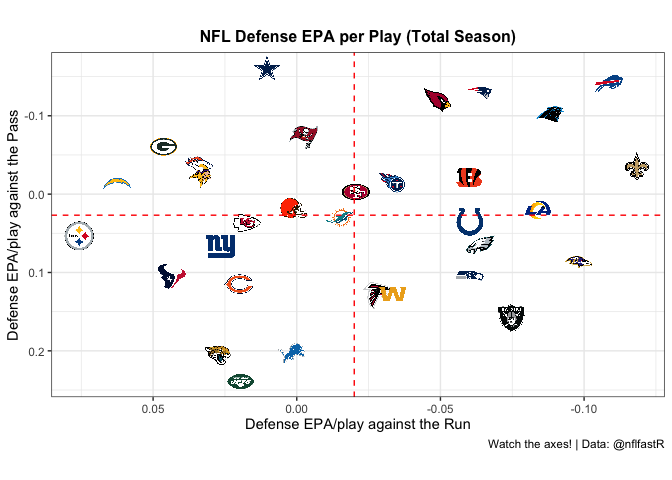 NFL Defense EPA per Play (Total Season)
Defense EPA/play against the Pass
-0.1
0.0
0.1
0.2
0.05
0.00
-0.05
-0.10
Defense EPA/play against the Run
Watch the axes! | Data: @nflfastR